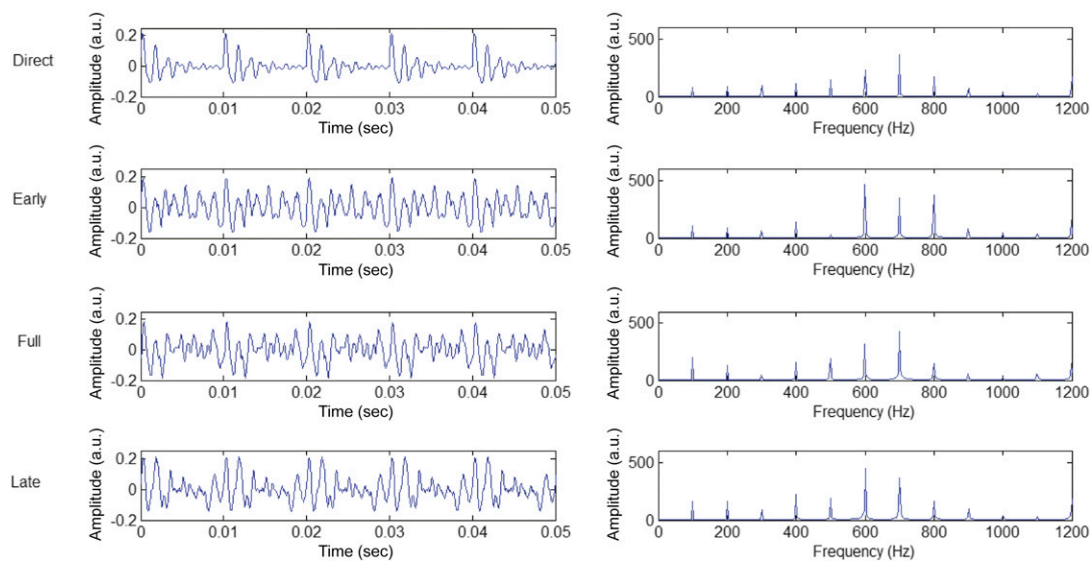 Direct
Amplitude (a.u.)
0.2
0
-0.2
0 0.01 0.02 0.03 0.04 0.05
Time (sec)
Amplitude (a.u.)
500
0
0 200 400 600 800 1000 1200
Frequency (Hz)
Early
Amplitude (a.u.)
0.2
0
-0.2
0 0.01 0.02 0.03 0.04 0.05
Time (sec)
Amplitude (a.u.)
500
0
0 200 400 600 800 1000 1200
Frequency (Hz)
Full
Amplitude (a.u.)
0.2
0
-0.2
0 0.01 0.02 0.03 0.04 0.05
Time (sec)
Amplitude (a.u.)
500
0
0 200 400 600 800 1000 1200
Frequency (Hz)
Late
Amplitude (a.u.)
0.2
0
-0.2
0 0.01 0.02 0.03 0.04 0.05
Time (sec)
Amplitude (a.u.)
500
0
0 200 400 600 800 1000 1200
Frequency (Hz)